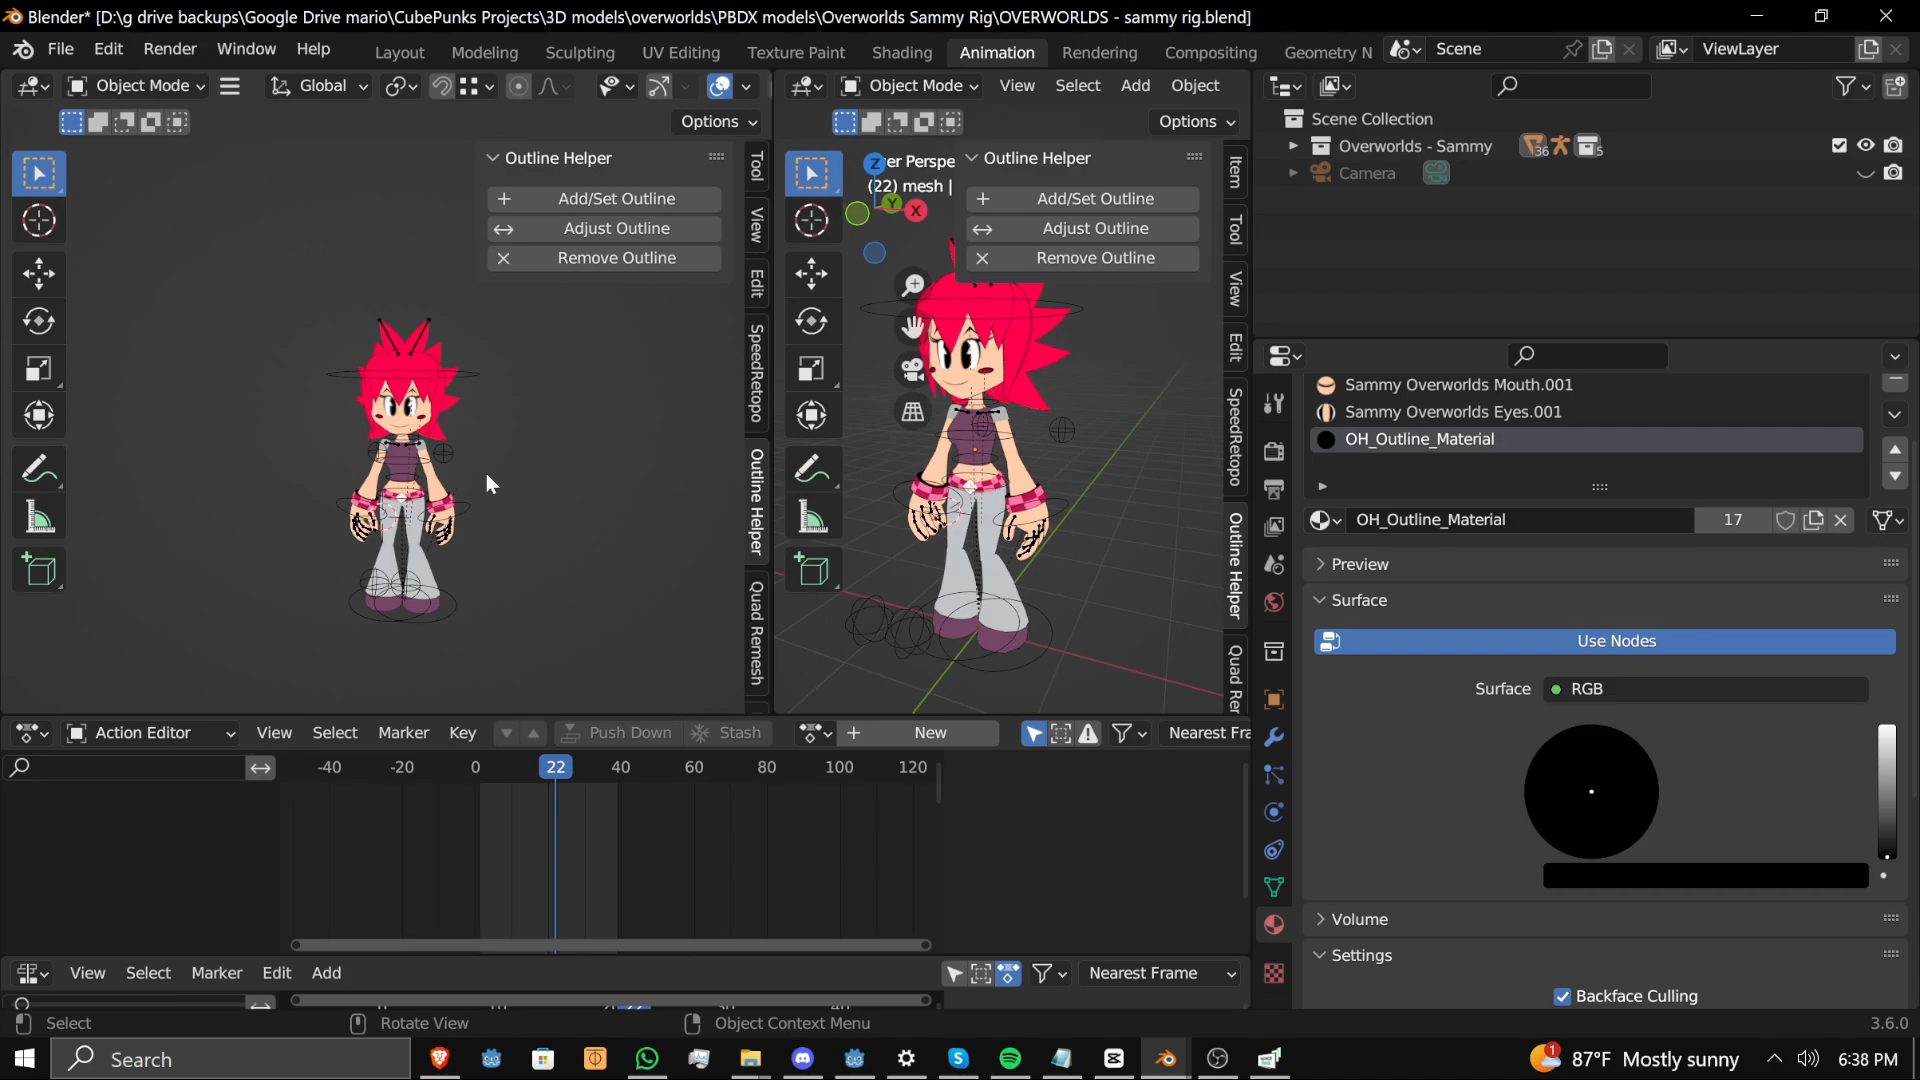 Blender* [D:\g drive backups\Google Drive mario\CubePunks Projects\3D models\overworlds\PBDX models\Overworlds Sammy Rig\OVERWORLDS - sammy rig.blend]
File Edit Render Window Help Layout Modeling Sculpting UV Editing Texture Paint Shading Animation Rendering Compositing Geometry N Scene ViewLayer
Object Mode Global Object Mode View Select Add Object
Options Options
Scene Collection
Overworlds - Sammy 36 5
Camera
Outline Helper
Add/Set Outline
Adjust Outline
Remove Outline
Tool
View
Edit
SpeedRetopo
Outline Helper
Quad Remesh
er Perspe
(22) mesh |
Z
Y
X
Outline Helper
Add/Set Outline
Adjust Outline
Remove Outline
Item
Tool
View
Edit
SpeedRetopo
Outline Helper
Quad Rer
Sammy Overworlds Mouth.001
Sammy Overworlds Eyes.001
OH_Outline_Material
OH_Outline_Material 17
Preview
Surface
Use Nodes
Surface RGB
Volume
Settings
Backface Culling
Action Editor View Select Marker Key Push Down Stash New Nearest Fra
-40 -20 0 22 40 60 80 100 120
View Select Marker Edit Add Nearest Frame
Select Rotate View Object Context Menu 3.6.0
Search 1 87°F Mostly sunny 6:38 PM